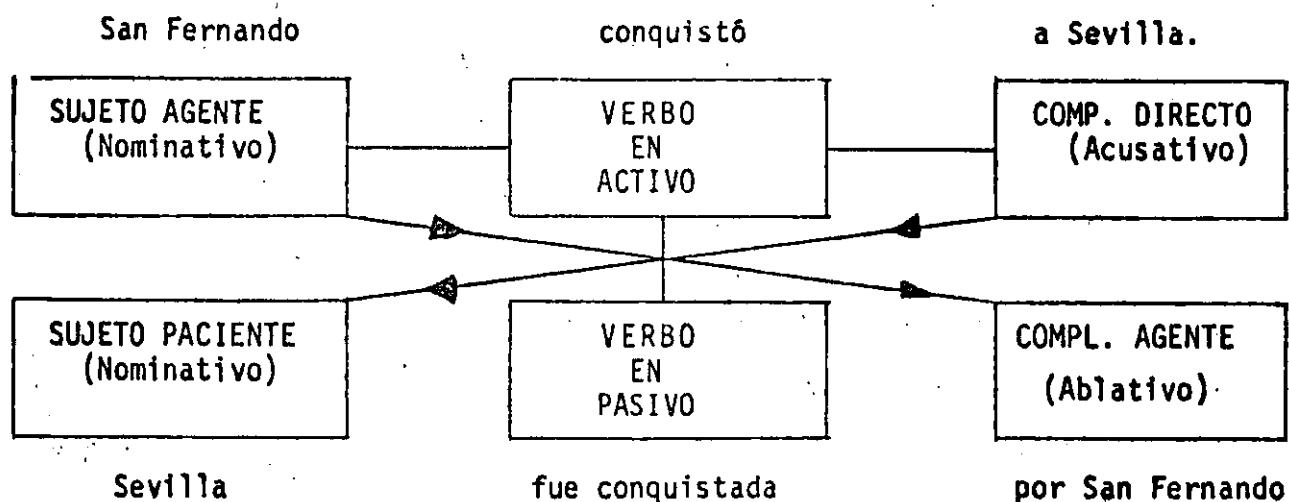 San Fernando conquistó a Sevilla.
SUJETO AGENTE
(Nominativo)
VERBO
EN
ACTIVO
COMP. DIRECTO
(Acusativo)
SUJETO PACIENTE
(Nominativo)
VERBO
EN
PASIVO
COMPL. AGENTE
(Ablativo)
Sevilla fue conquistada por San Fernando